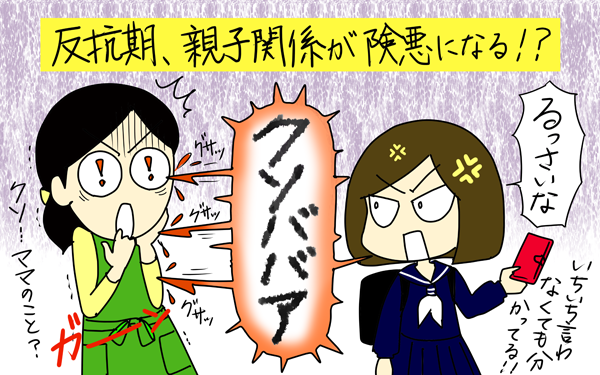 反抗期、親子関係が険悪になる!?
るっさいな
いちいち言わ
なくても分
かってる!!
クソババア
グサッ
グサッ
グサッ
クソ…ママのこと?
ガーン